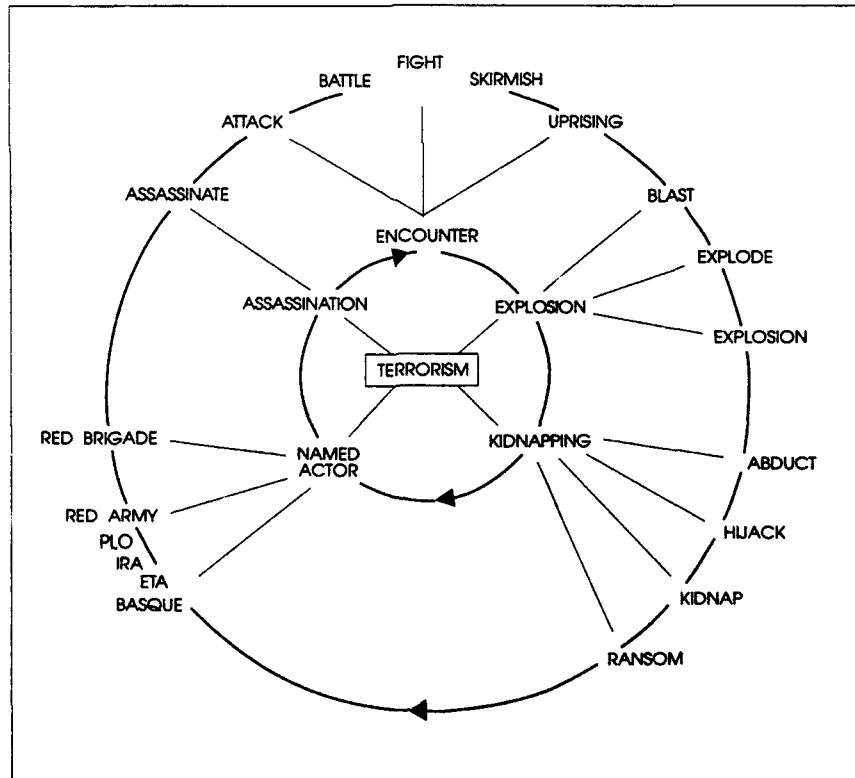 FIGHT
BATTLE
SKIRMISH
ATTACK
UPRISING
ASSASSINATE
BLAST
ENCOUNTER
EXPLODE
ASSASSINATION
EXPLOSION
EXPLOSION
TERRORISM
RED BRIGADE
NAMED
ACTOR
KIDNAPPING
ABDUCT
RED ARMY
HIJACK
PLO
IRA
ETA
BASQUE
KIDNAP
RANSOM